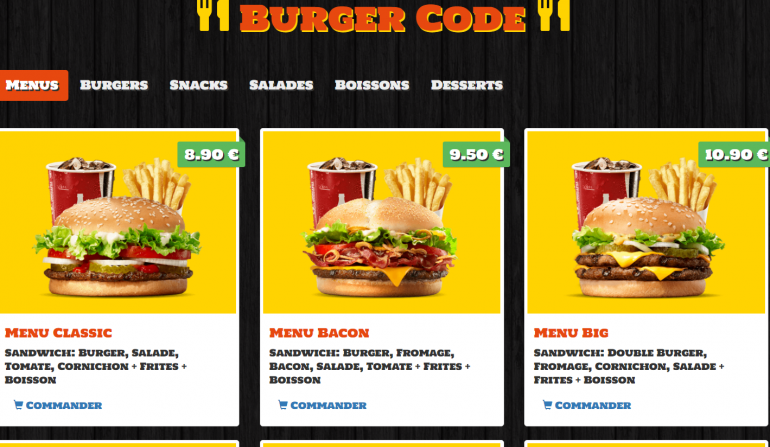 Burger Code
Menus Burgers Snacks Salades Boissons Desserts
8.90 €
9.50 €
10.90 €
Menu Classic
Sandwich: Burger, Salade,
Tomate, Cornichon + Frites +
Boisson
Commander
Menu Bacon
Sandwich: Burger, Fromage,
Bacon, Salade, Tomate + Frites +
Boisson
Commander
Menu Big
Sandwich: Double Burger,
Fromage, Cornichon, Salade +
Frites + Boisson
Commander